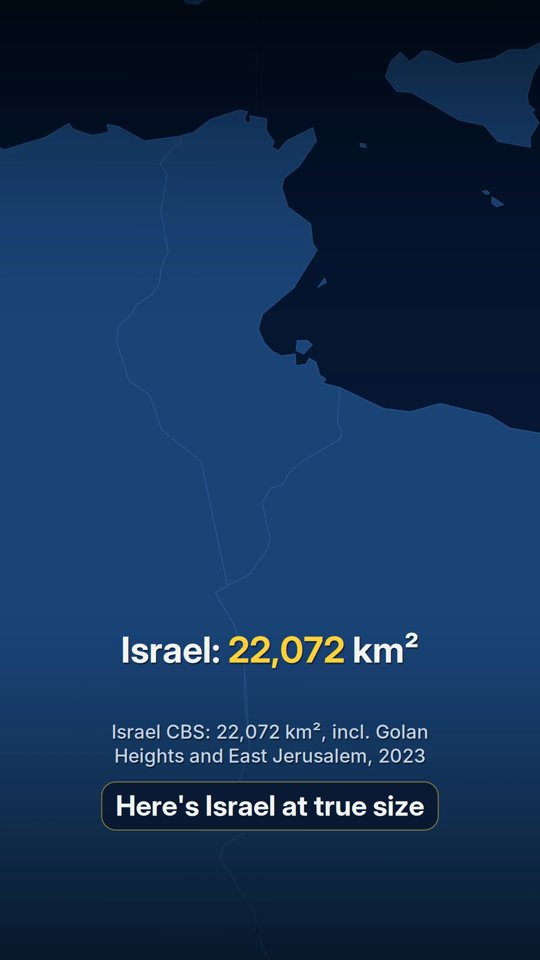 Israel: 22,072 km²
Israel CBS: 22,072 km², incl. Golan
Heights and East Jerusalem, 2023
Here's Israel at true size